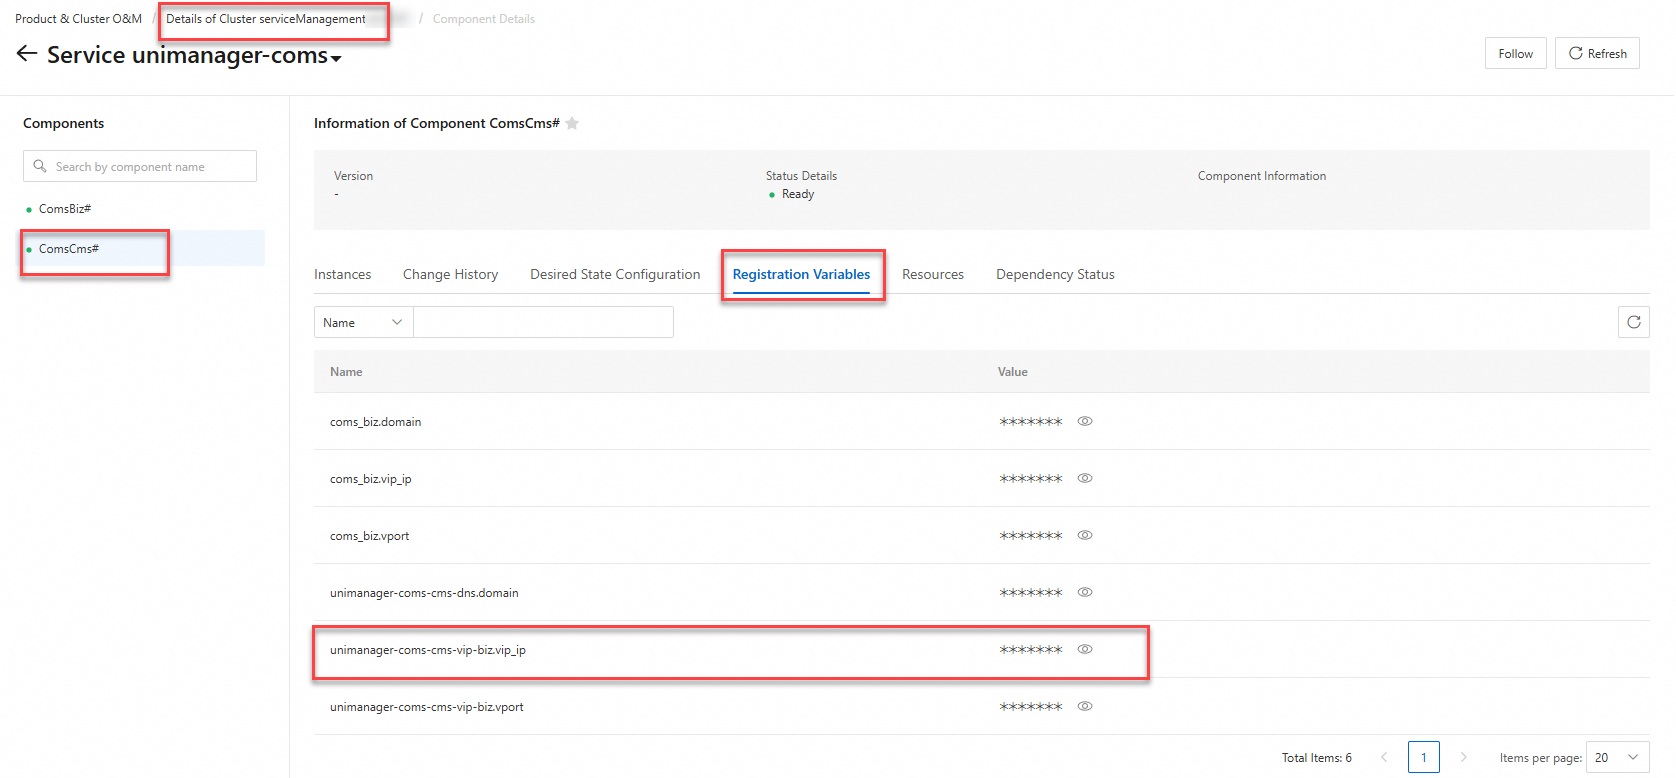 Product & Cluster O&M / Details of Cluster serviceManagement / Component Details
Service unimanager-coms
Follow
Refresh
Components
Search by component name
ComsBiz#
ComsCms#
Information of Component ComsCms#
Version
-
Status Details
Ready
Component Information
Instances Change History Desired State Configuration Registration Variables Resources Dependency Status
Name
Name Value
coms_biz.domain *******
coms_biz.vip_ip *******
coms_biz.vport *******
unimanager-coms-cms-dns.domain *******
unimanager-coms-cms-vip-biz.vip_ip *******
unimanager-coms-cms-vip-biz.vport *******
Total Items: 6 < 1 > Items per page: 20